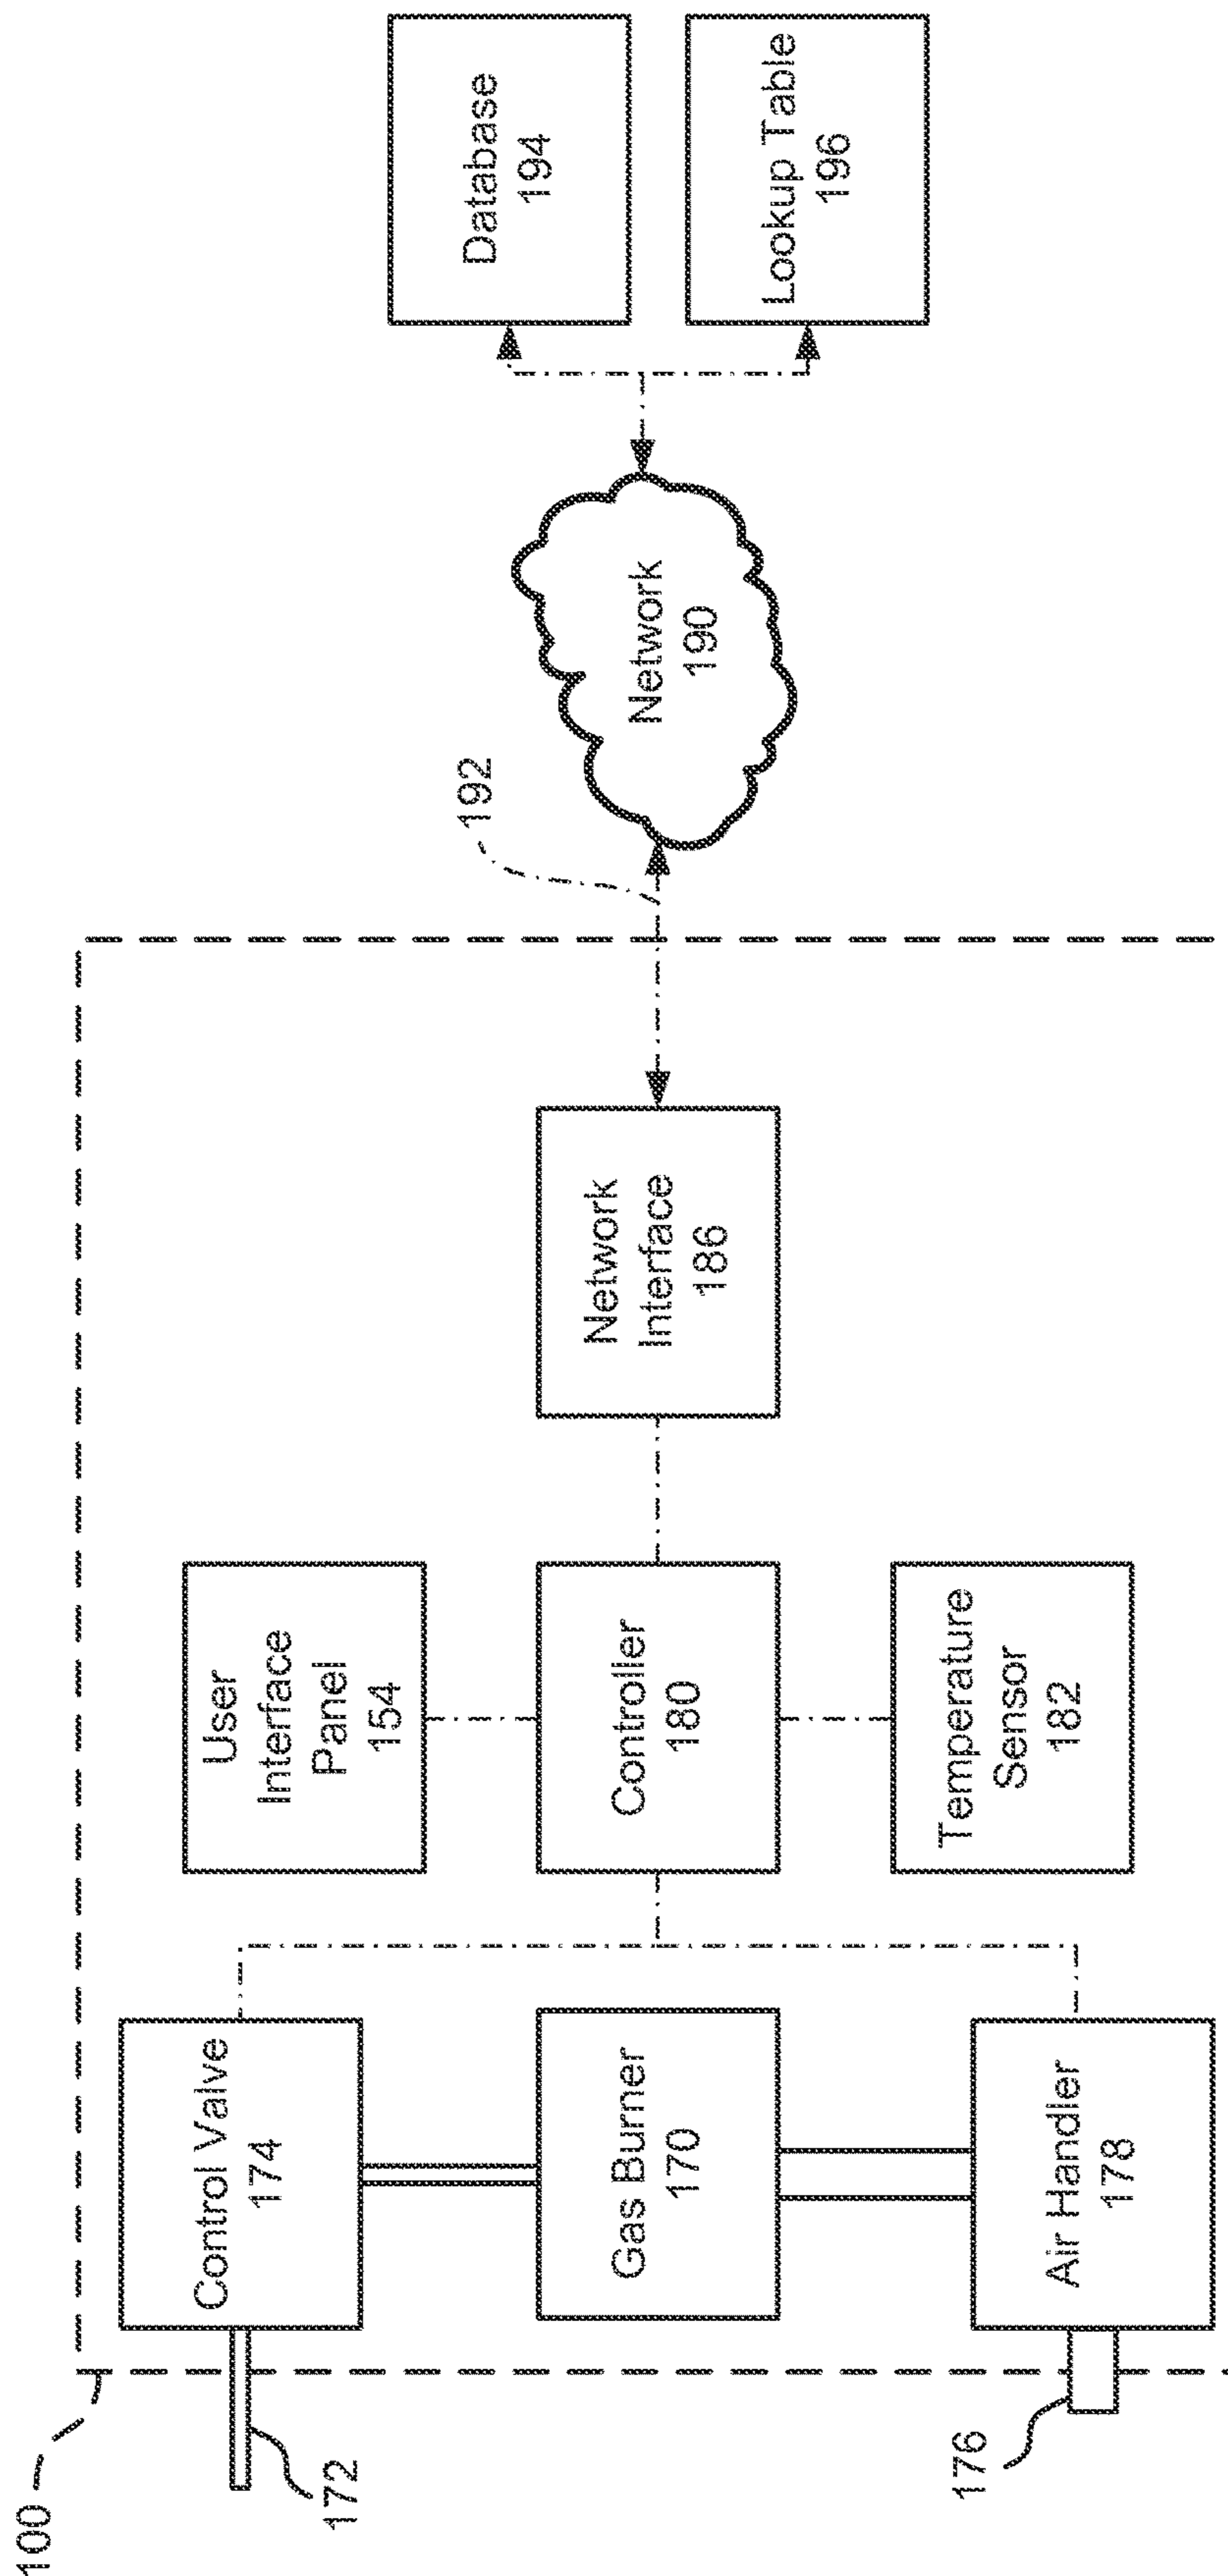 100
172
Control Valve
174
Gas Burner
170
176
Air Handler
178
User
Interface
Panel
154
Controller
180
Temperature
Sensor
182
Network
Interface
186
192
Network
190
Database
194
Lookup Table
196